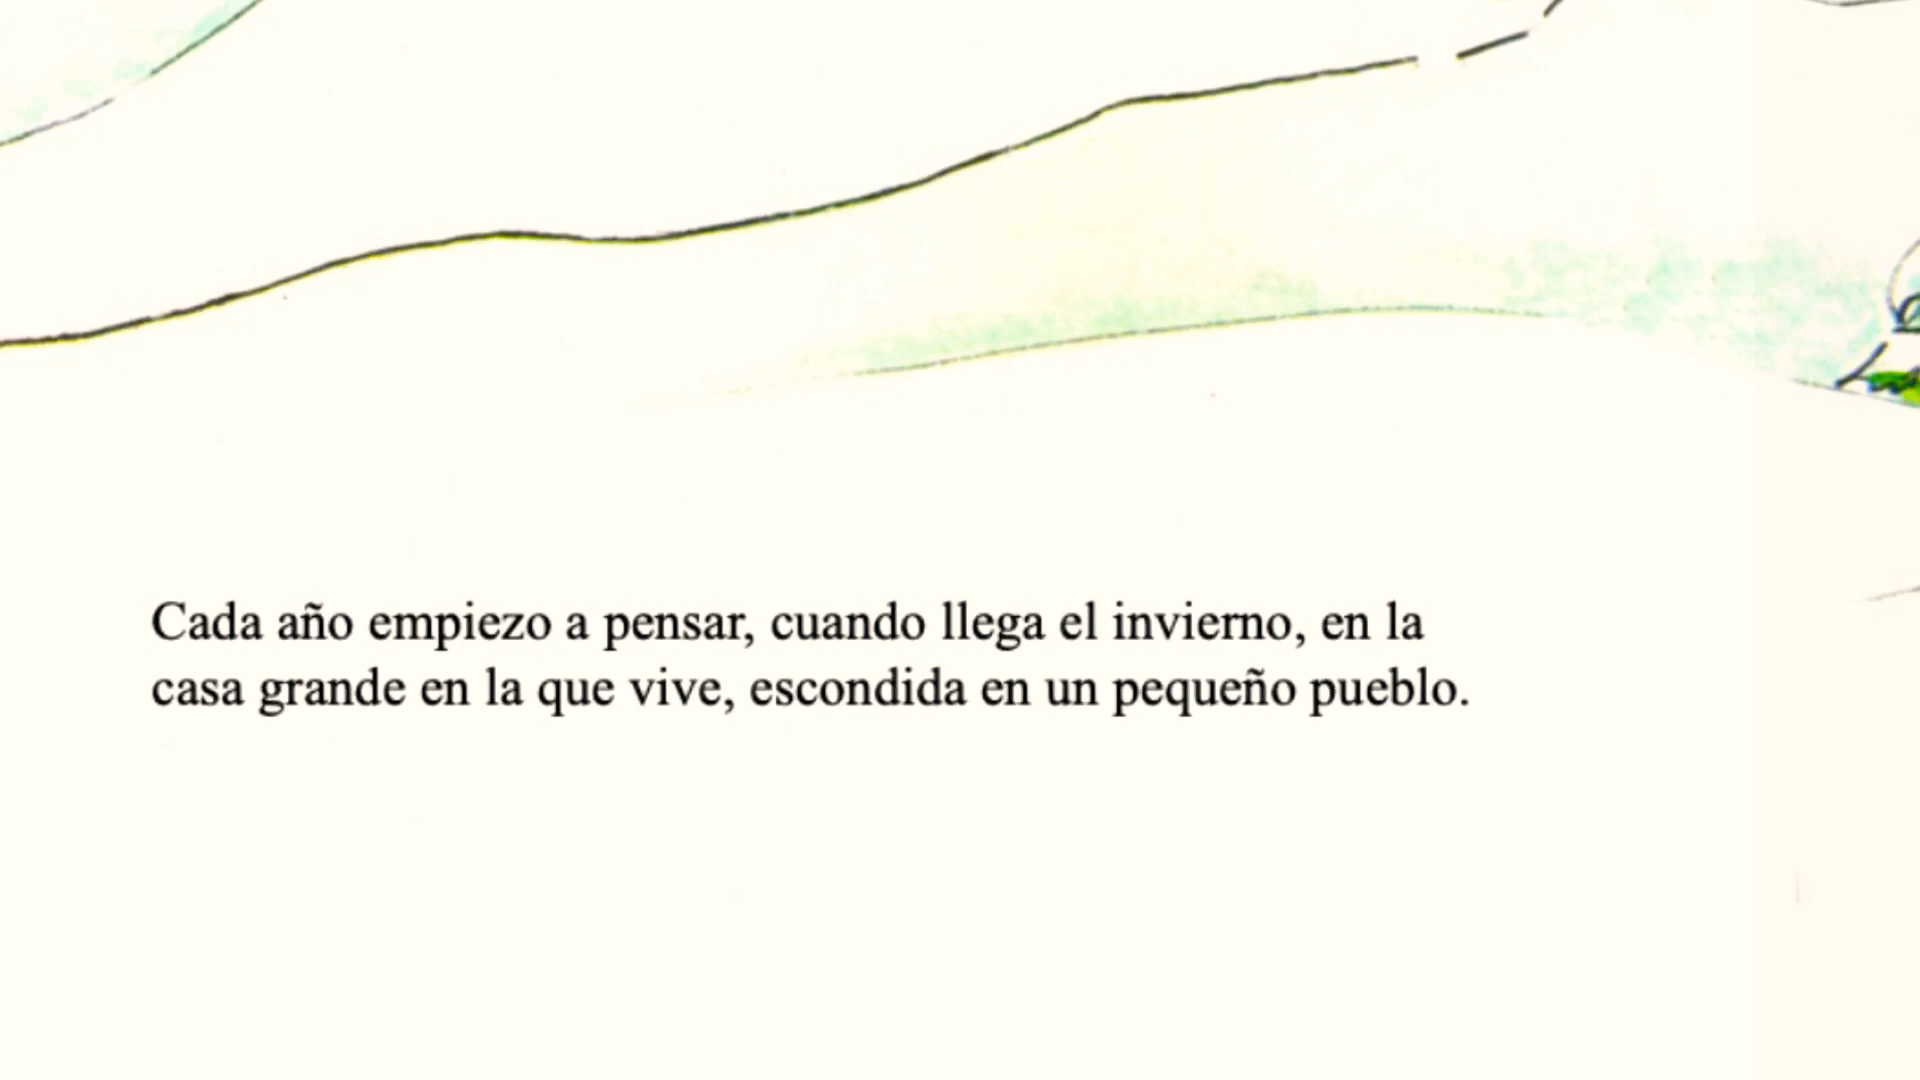 Cada año empiezo a pensar, cuando llega el invierno, en la
casa grande en la que vive, escondida en un pequeño pueblo.